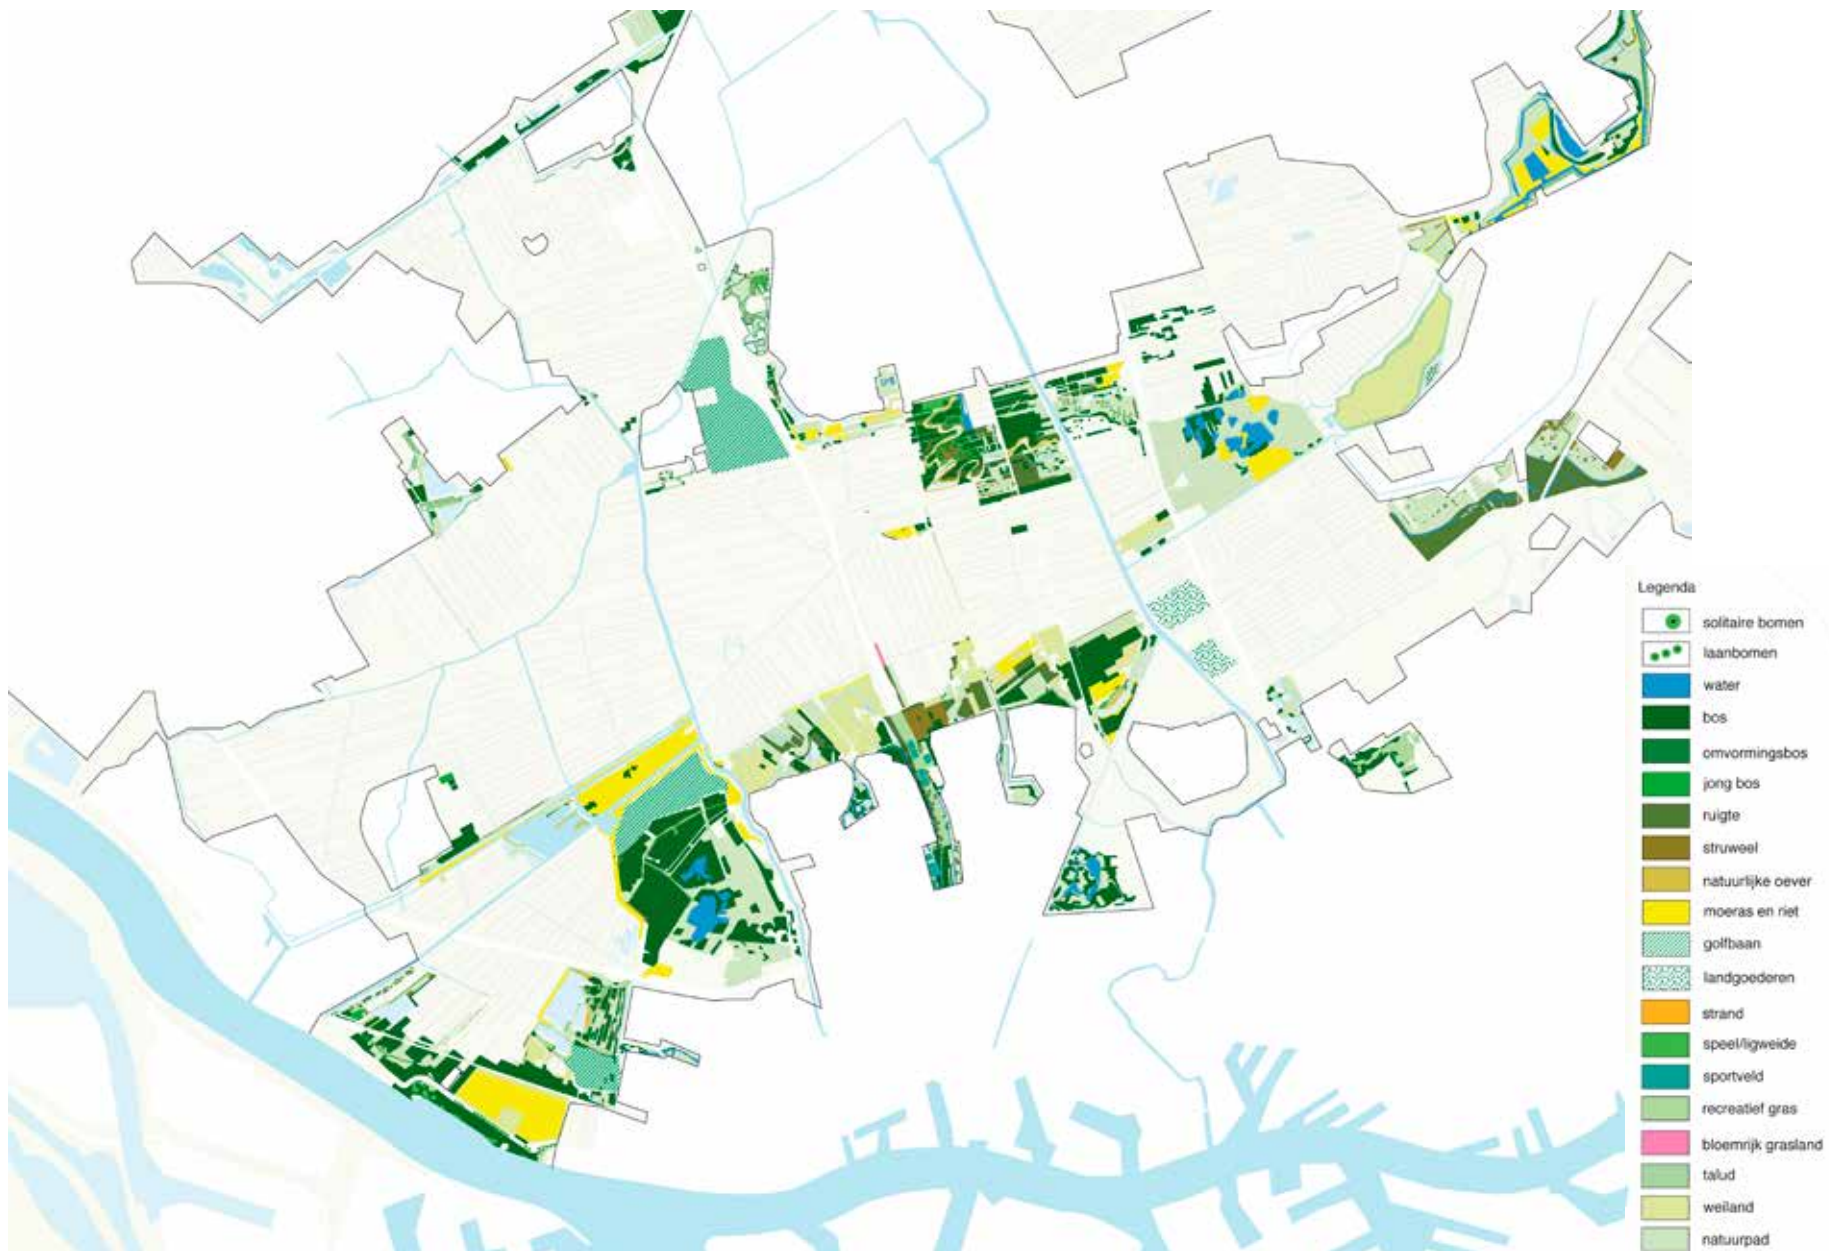 Legenda
solitaire bomen
laanbomen
water
bos
omvormingsbos
jong bos
ruigte
struweel
natuurlijke oever
moeras en riet
golfbaan
landgoederen
strand
speel/ligweide
sportveld
recreatief gras
bloemrijk grasland
talud
weiland
natuurpad